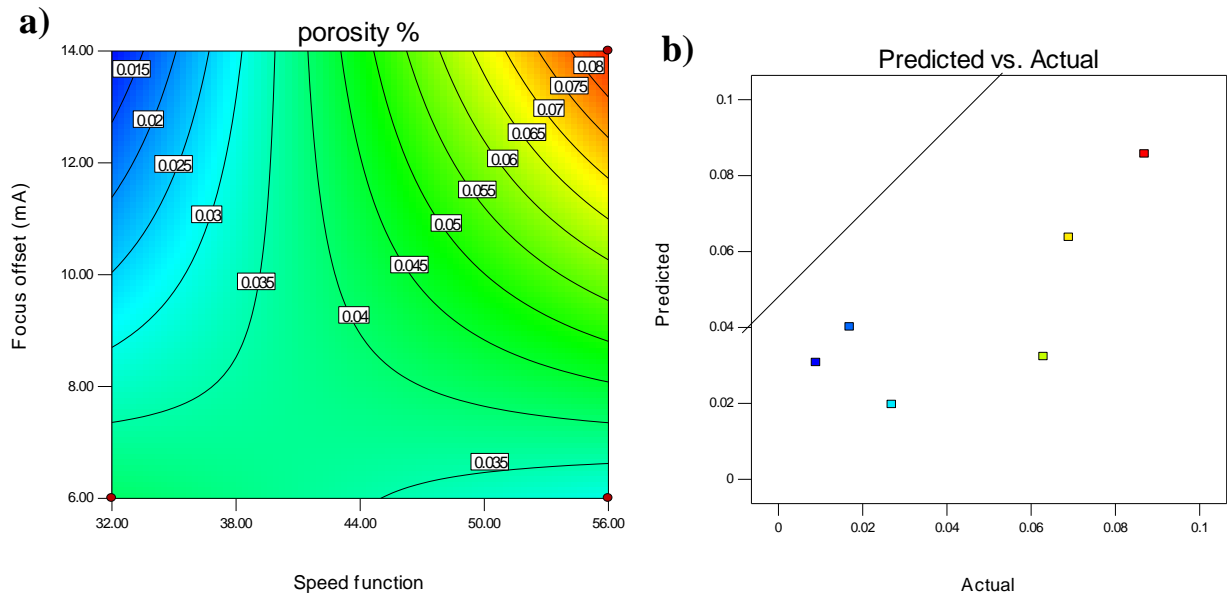 a)
porosity %
14.00
12.00
10.00
8.00
6.00
Focus offset (mA)
0.015
0.02
0.025
0.03
0.035
0.04
0.045
0.05
0.055
0.06
0.065
0.07
0.075
0.08
0.035
32.00 38.00 44.00 50.00 56.00
Speed function
b)
Predicted vs. Actual
0.1
0.08
0.06
0.04
0.02
0
Predicted
0 0.02 0.04 0.06 0.08 0.1
Actual